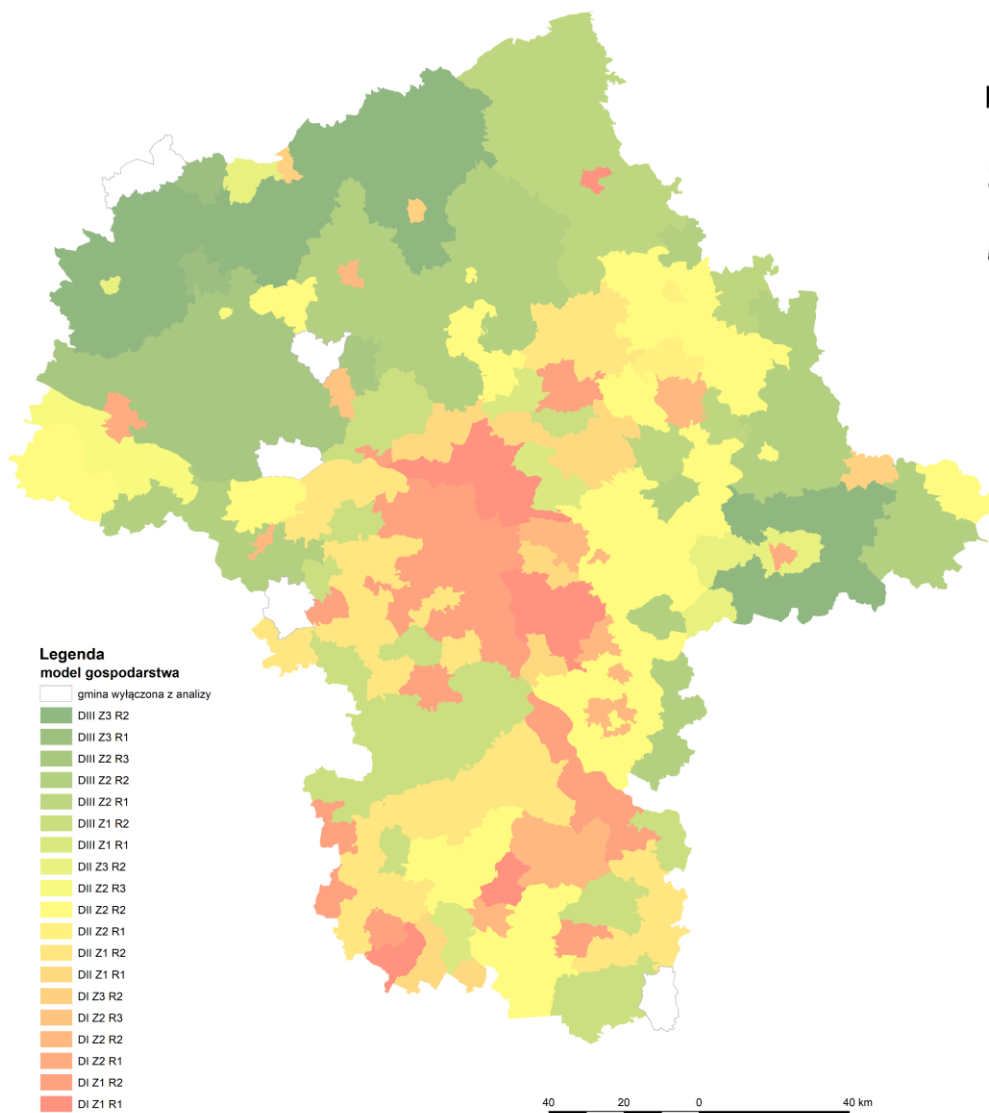 Legenda
model gospodarstwa
gmina wyłączona z analizy
DIII Z3 R2
DIII Z3 R1
DIII Z2 R3
DIII Z2 R2
DIII Z2 R1
DIII Z1 R2
DIII Z1 R1
DII Z3 R2
DII Z2 R3
DII Z2 R2
DII Z2 R1
DII Z1 R2
DII Z1 R1
DI Z3 R2
DI Z2 R3
DI Z2 R2
DI Z2 R1
DI Z1 R2
DI Z1 R1
40 20 0 40 km